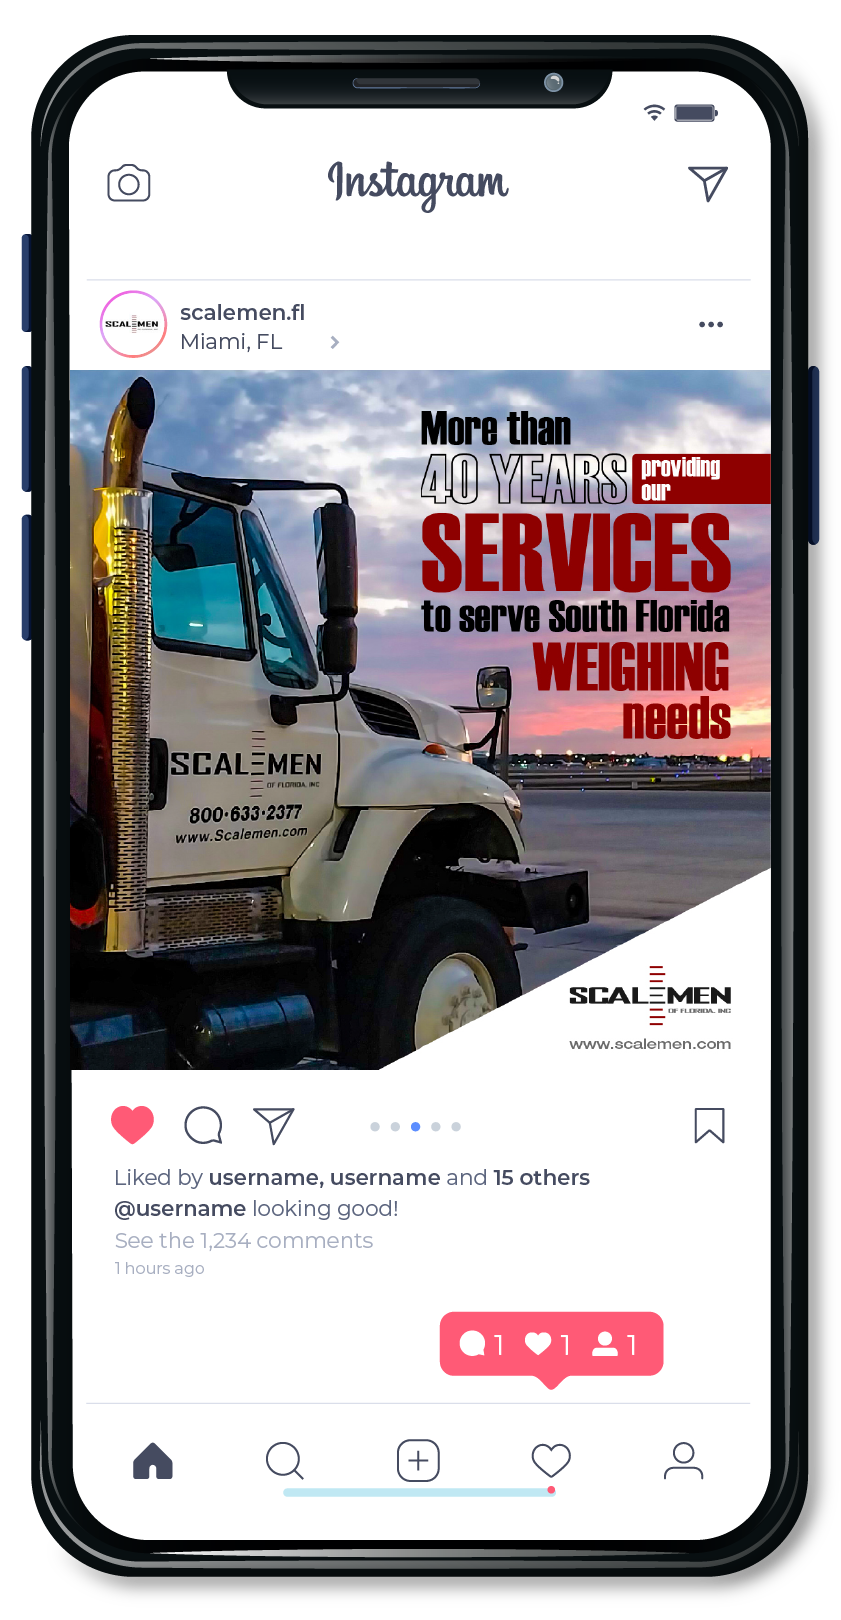 Instagram
SCALEMEN
scalemen.fl
Miami, FL
More than
40 YEARS providing our
SERVICES
to serve South Florida
WEIGHING
needs
SCALEMEN
OF FLORIDA, INC
800·633·2377
www.Scalemen.com
SCALEMEN
OF FLORIDA, INC
www.scalemen.com
Liked by username, username and 15 others
@username looking good!
See the 1,234 comments
1 hours ago
1 1 1